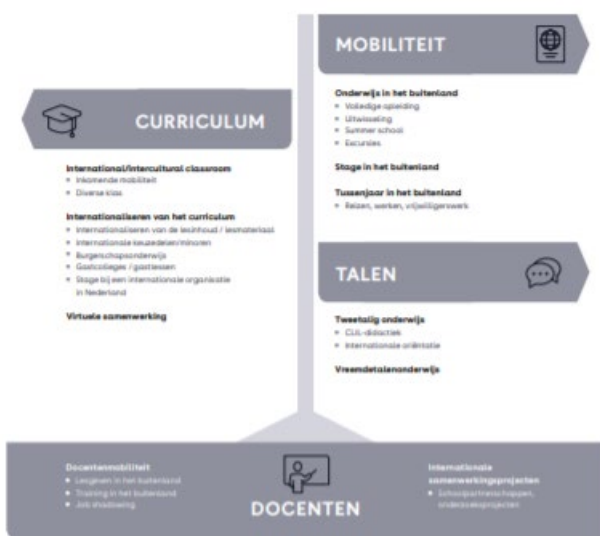 MOBILITEIT
Onderwijs in het buitenland
Volledige opleiding
Uitwisseling
Summer school
Excursies
Stage in het buitenland
Tussenjaar in het buitenland
Reizen, werken, vrijwilligerswerk
CURRICULUM
International/intercultural classroom
Inkomende mobiliteit
Diverse klas
Internationaliseren van het curriculum
Internationaliseren van de lesinhoud / lesmateriaal
Internationale keuzedelen/minoren
Burgerschapsonderwijs
Gastcolleges / gastlessen
Stage bij een internationale organisatie
in Nederland
Virtuele samenwerking
TALEN
Tweetalig onderwijs
CLIL-didactiek
Internationale oriëntatie
Vreemdetalenonderwijs
Docentenmobiliteit
Lesgeven in het buitenland
Training in het buitenland
Job shadowing
DOCENTEN
Internationale
samenwerkingsprojecten
Schoolpartnerschappen,
onderzoeksprojecten